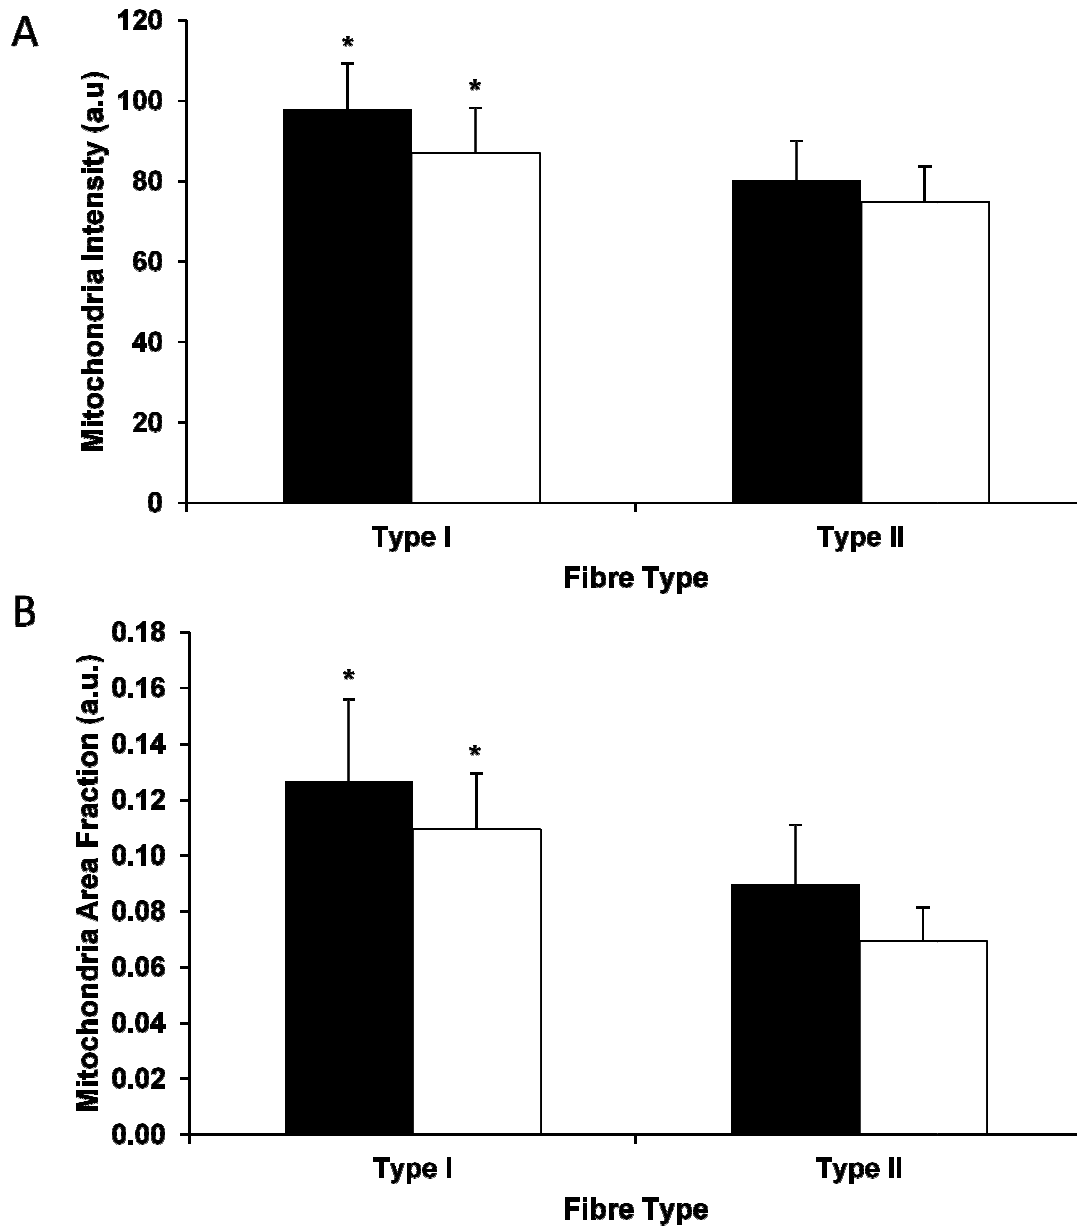 A
120
100
80
60
40
20
0
Mitochondria Intensity (a.u)
*
*
Type I
Type II
Fibre Type
B
0.18
0.16
0.14
0.12
0.10
0.08
0.06
0.04
0.02
0.00
Mitochondria Area Fraction (a.u.)
*
*
Type I
Type II
Fibre Type